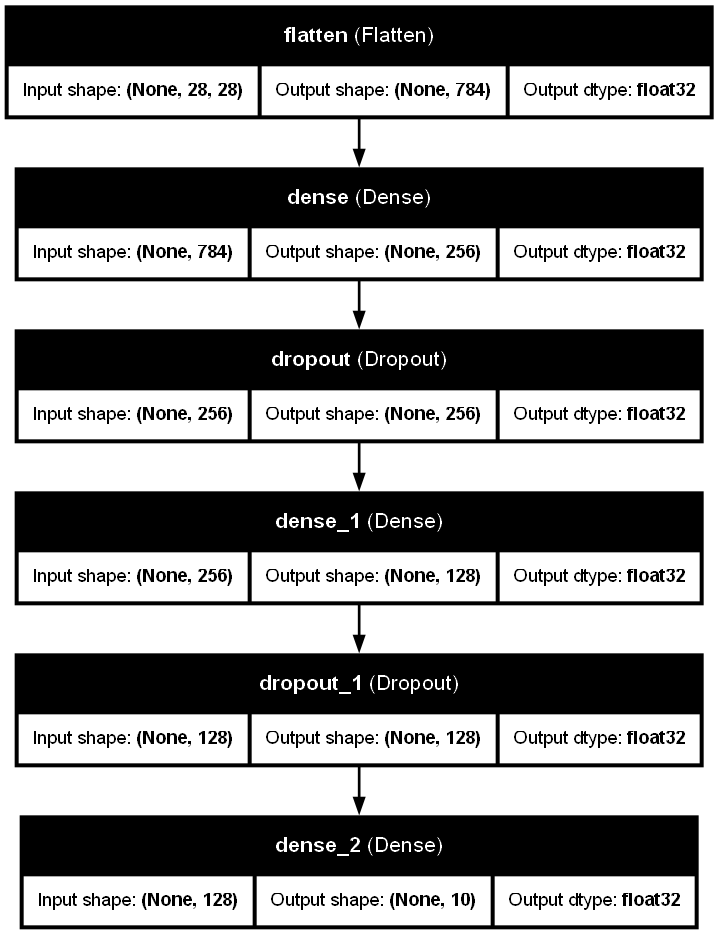 flatten (Flatten)
Input shape: (None, 28, 28) Output shape: (None, 784) Output dtype: float32
dense (Dense)
Input shape: (None, 784) Output shape: (None, 256) Output dtype: float32
dropout (Dropout)
Input shape: (None, 256) Output shape: (None, 256) Output dtype: float32
dense_1 (Dense)
Input shape: (None, 256) Output shape: (None, 128) Output dtype: float32
dropout_1 (Dropout)
Input shape: (None, 128) Output shape: (None, 128) Output dtype: float32
dense_2 (Dense)
Input shape: (None, 128) Output shape: (None, 10) Output dtype: float32